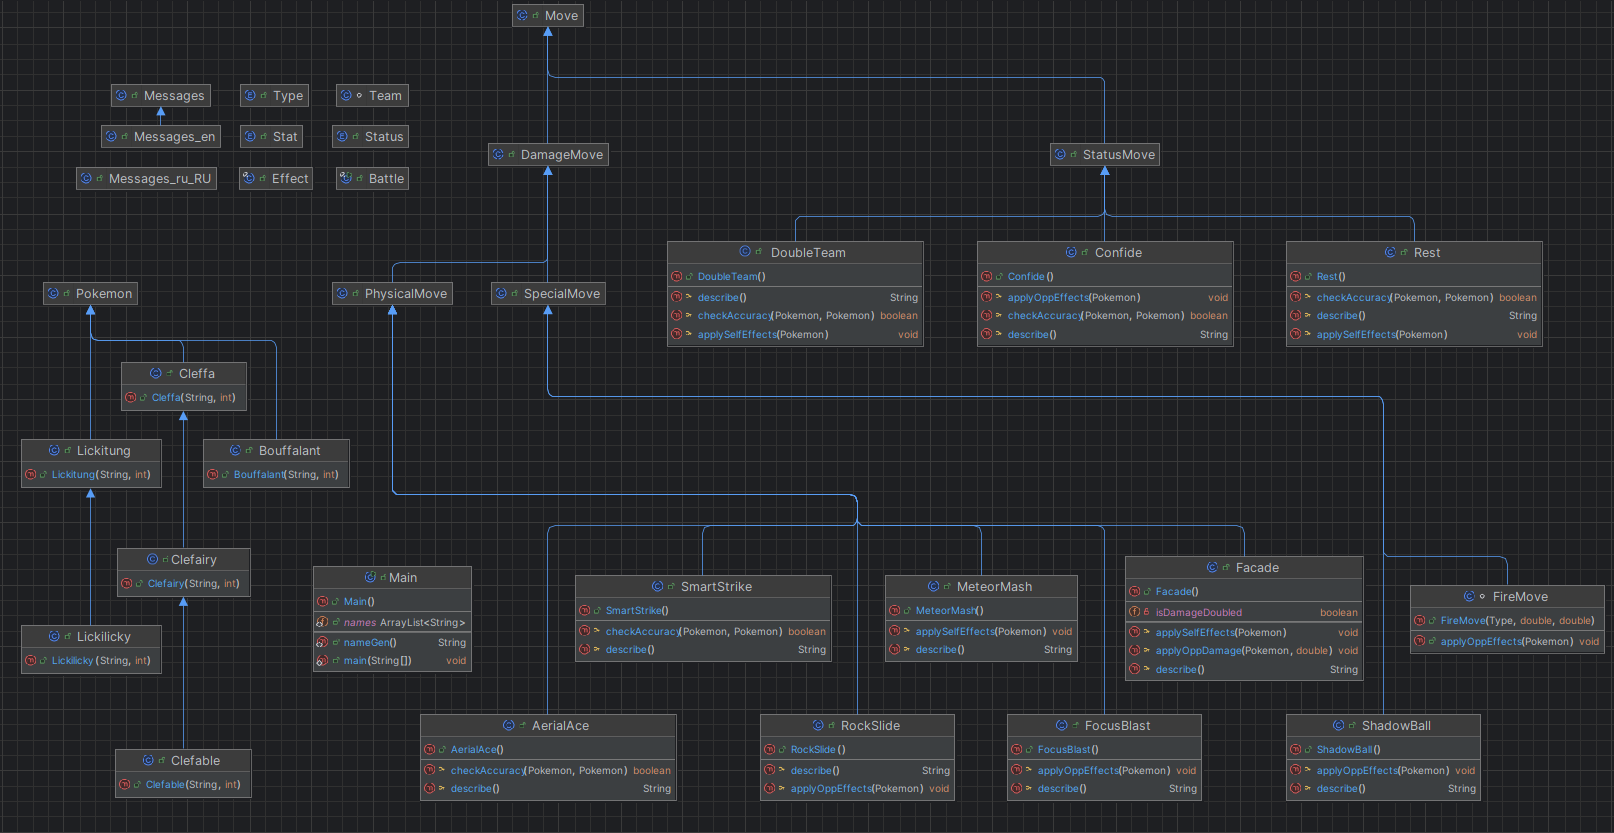 Move
Messages
Type
Team
Messages_en
Stat
Status
Messages_ru_RU
Effect
Battle
DamageMove
StatusMove
DoubleTeam
DoubleTeam()
describe() String
checkAccuracy(Pokemon, Pokemon) boolean
applySelfEffects(Pokemon) void
Confide
Confide()
applyOppEffects(Pokemon) void
checkAccuracy(Pokemon, Pokemon) boolean
describe() String
Rest
Rest()
checkAccuracy(Pokemon, Pokemon) boolean
describe() String
applySelfEffects(Pokemon) void
Pokemon
PhysicalMove
SpecialMove
Cleffa
Cleffa(String, int)
Lickitung
Lickitung(String, int)
Bouffalant
Bouffalant(String, int)
Clefairy
Clefairy(String, int)
Main
Main()
names ArrayList<String>
nameGen() String
main(String[]) void
SmartStrike
SmartStrike()
checkAccuracy(Pokemon, Pokemon) boolean
describe() String
MeteorMash
MeteorMash()
applySelfEffects(Pokemon) void
describe() String
Facade
Facade()
isDamageDoubled boolean
applySelfEffects(Pokemon) void
applyOppDamage(Pokemon, double) void
describe() String
FireMove
FireMove(Type, double, double)
applyOppEffects(Pokemon) void
Lickilicky
Lickilicky(String, int)
AerialAce
AerialAce()
checkAccuracy(Pokemon, Pokemon) boolean
describe() String
RockSlide
RockSlide()
describe() String
applyOppEffects(Pokemon) void
FocusBlast
FocusBlast()
applyOppEffects(Pokemon) void
describe() String
ShadowBall
ShadowBall()
applyOppEffects(Pokemon) void
describe() String
Clefable
Clefable(String, int)